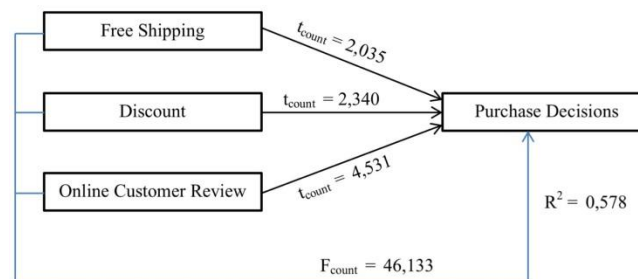 Free Shipping
t_count = 2,035
Discount
t_count = 2,340
Purchase Decisions
Online Customer Review
t_count = 4,531
R² = 0,578
F_count = 46,133